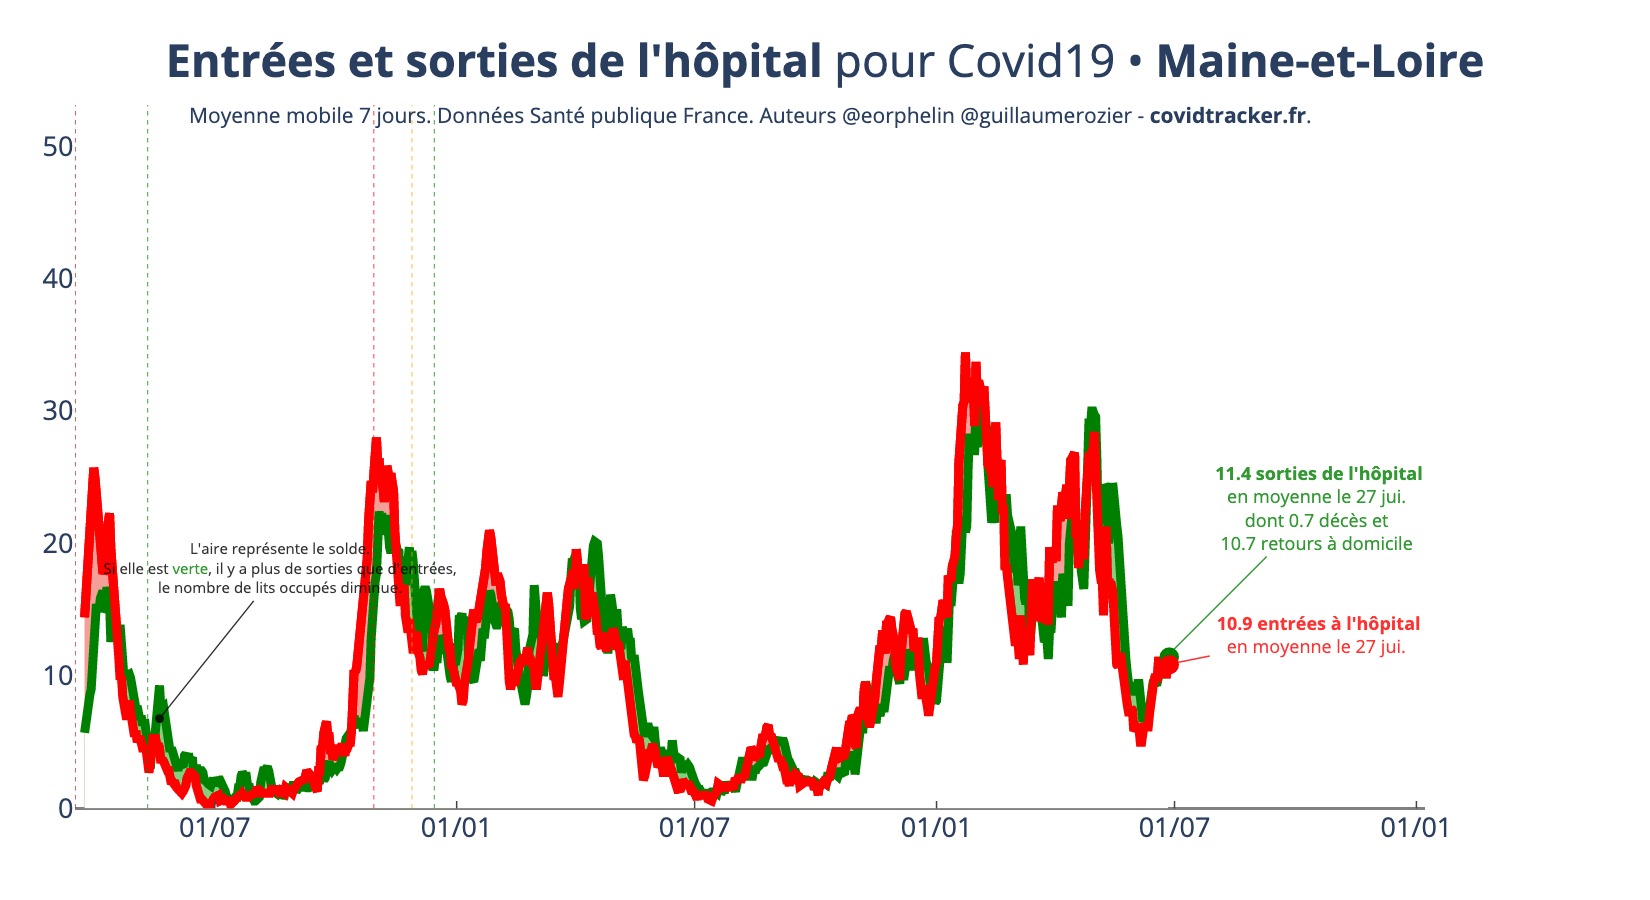 Entrées et sorties de l'hôpital pour Covid19 • Maine-et-Loire
Moyenne mobile 7 jours. Données Santé publique France. Auteurs @eorphelin @guillaumerozier - covidtracker.fr.
50
40
30
20
10
0
L'aire représente le solde.
Si elle est verte, il y a plus de sorties que d'entrées,
le nombre de lits occupés diminue.
11.4 sorties de l'hôpital
en moyenne le 27 jui.
dont 0.7 décès et
10.7 retours à domicile
10.9 entrées à l'hôpital
en moyenne le 27 jui.
01/07 01/01 01/07 01/01 01/07 01/01